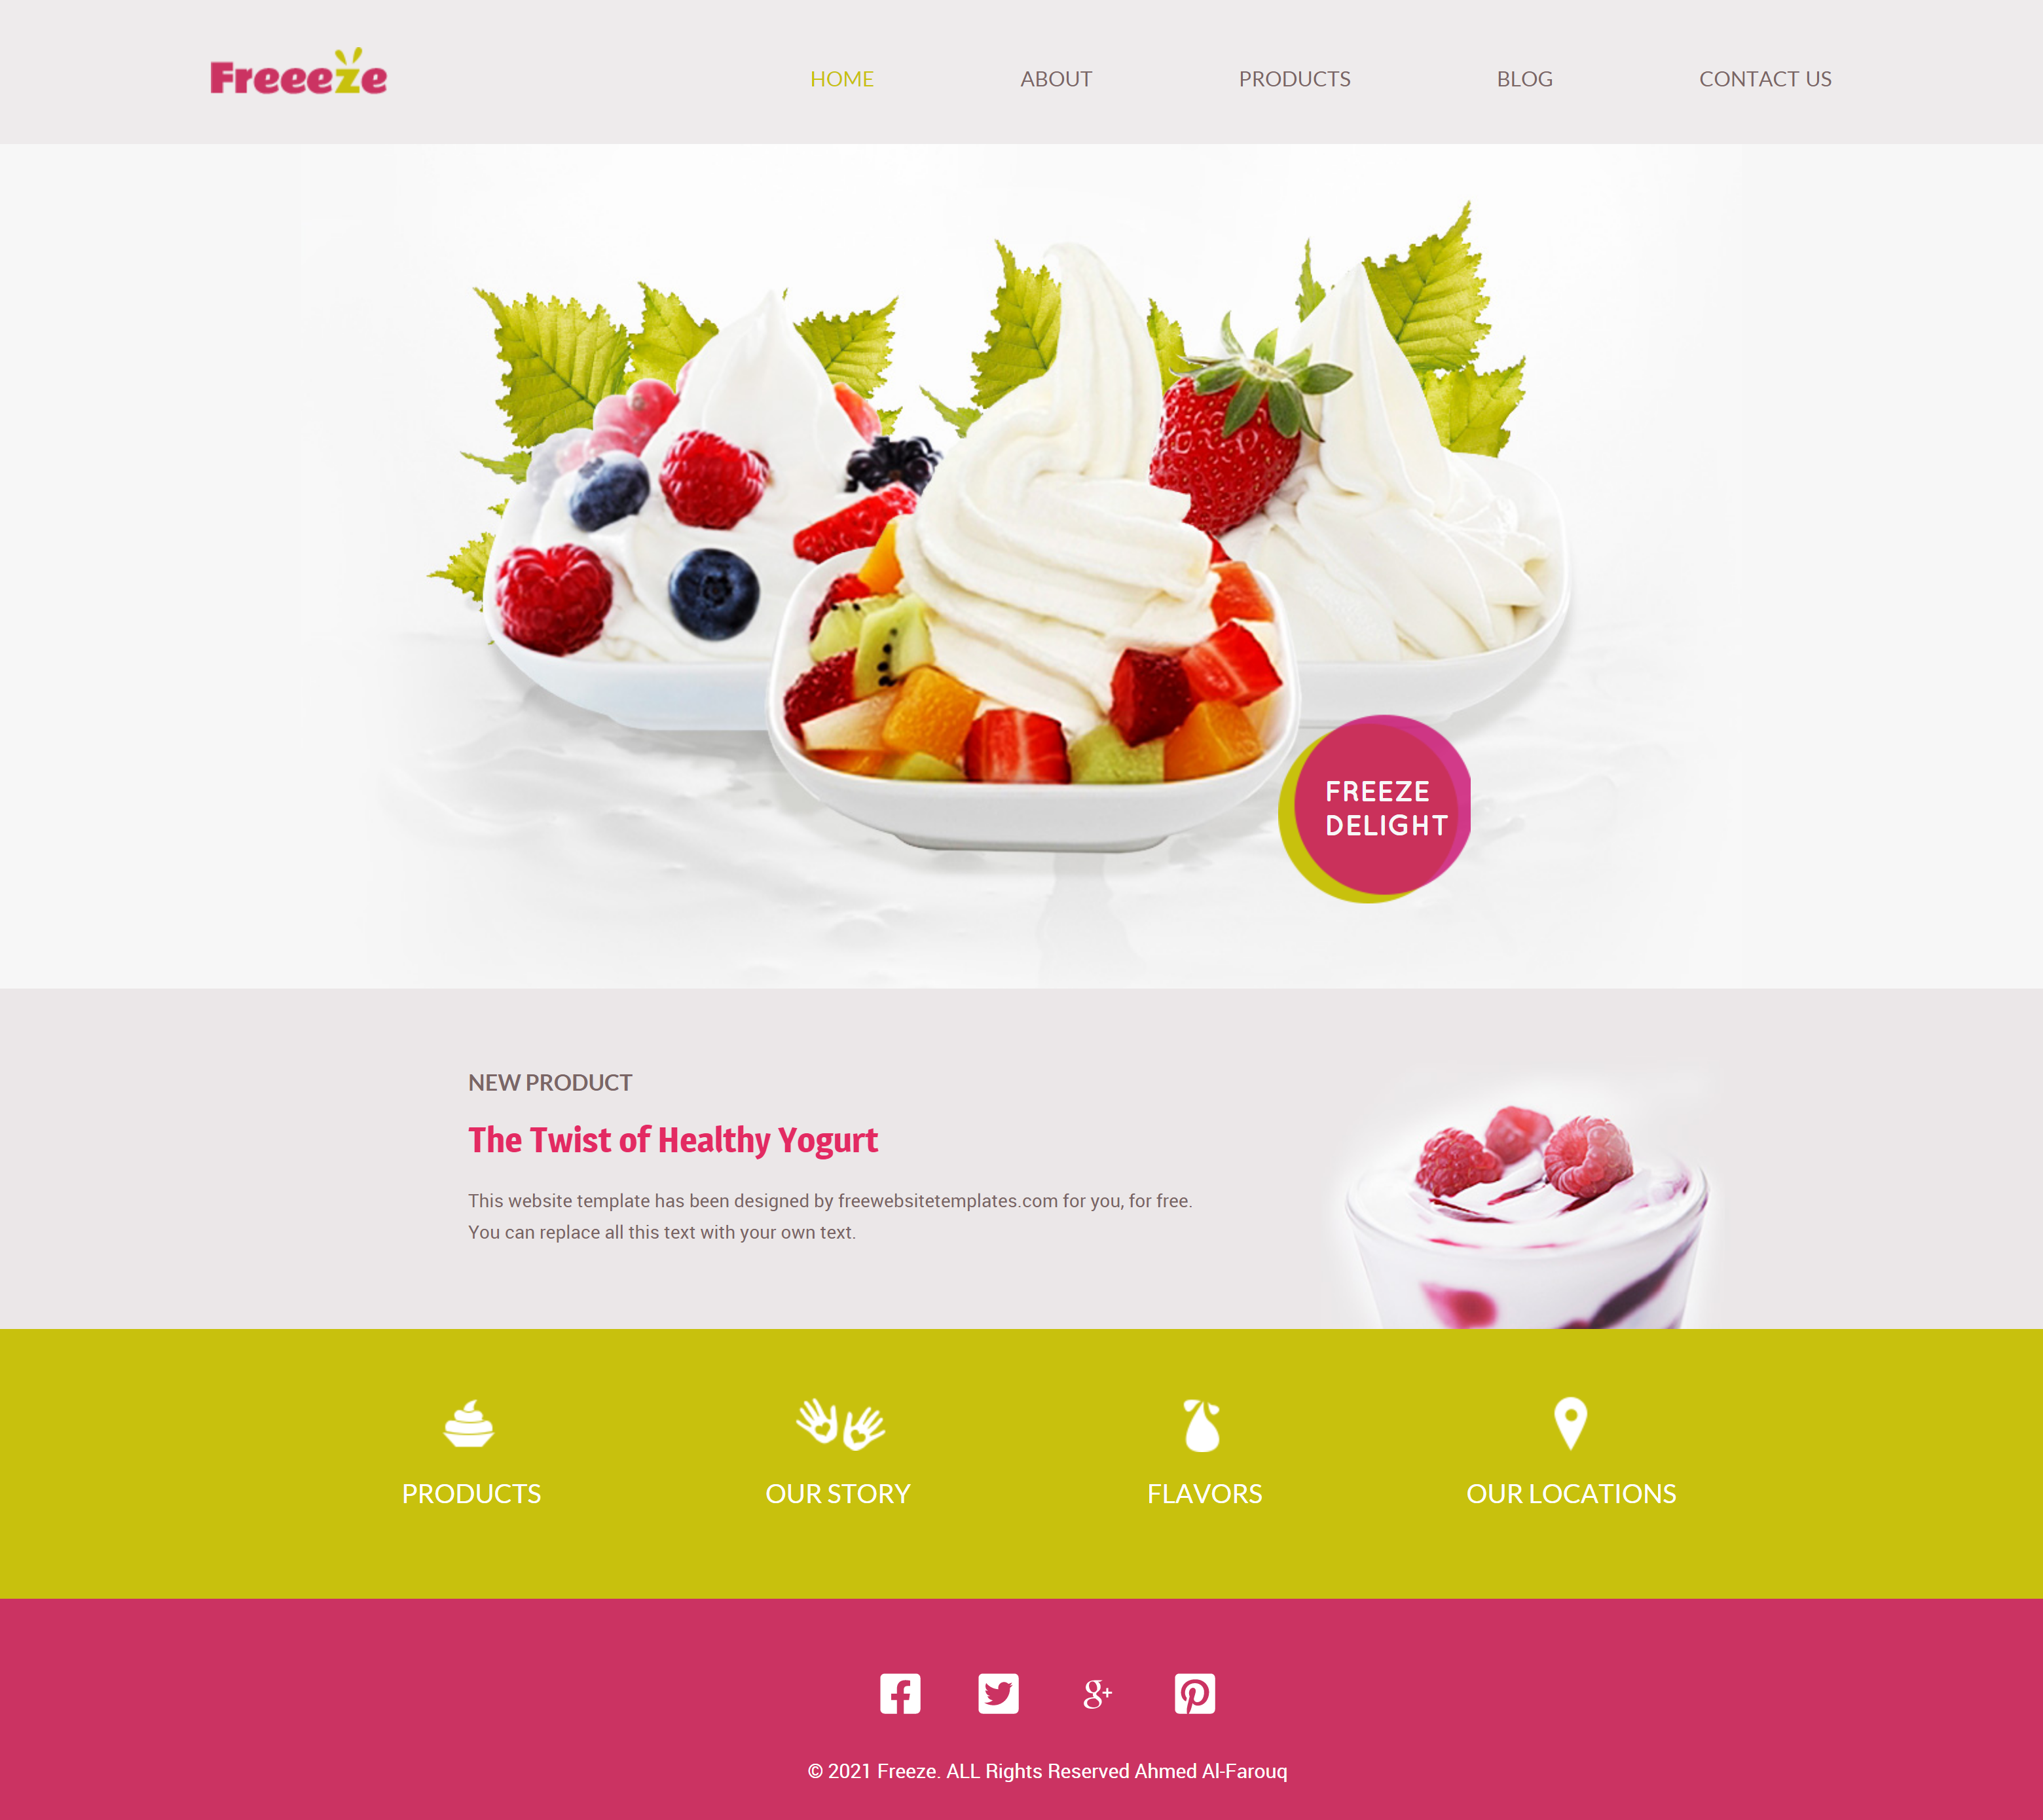 Freeeze
HOME
ABOUT
PRODUCTS
BLOG
CONTACT US
FREEZE
DELIGHT
NEW PRODUCT
The Twist of Healthy Yogurt
This website template has been designed by freewebsitetemplates.com for you, for free.
You can replace all this text with your own text.
PRODUCTS
OUR STORY
FLAVORS
OUR LOCATIONS
g+
© 2021 Freeze. ALL Rights Reserved Ahmed Al-Farouq